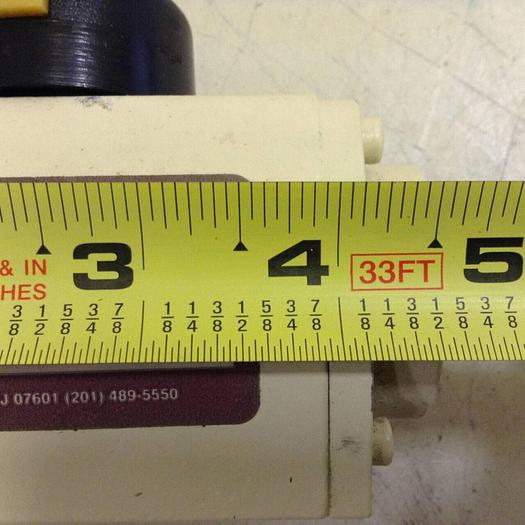 & IN 3 4 33FT 5
HES
3/8 1/2 5/8 3/4 7/8 1/8 1/4 3/8 1/2 5/8 3/4 7/8 1/8 1/4 3/8 1/2 5/8 3/4 7/8
J 07601 (201) 489-5550